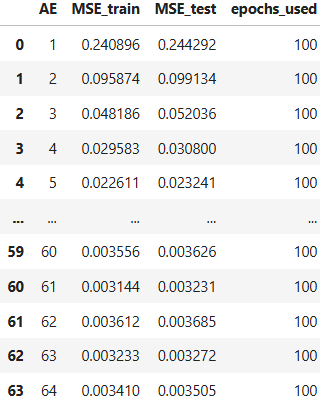 AE MSE_train MSE_test epochs_used
0 1 0.240896 0.244292 100
1 2 0.095874 0.099134 100
2 3 0.048186 0.052036 100
3 4 0.029583 0.030800 100
4 5 0.022611 0.023241 100
... ... ... ... ...
59 60 0.003556 0.003626 100
60 61 0.003144 0.003231 100
61 62 0.003612 0.003685 100
62 63 0.003233 0.003272 100
63 64 0.003410 0.003505 100